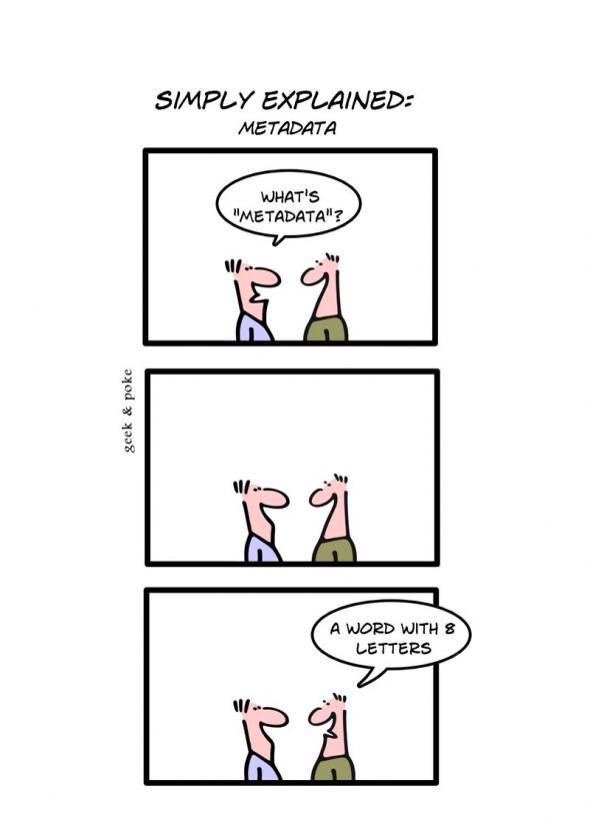 SIMPLY EXPLAINED:
METADATA
WHAT'S
"METADATA"?
geek & poke
A WORD WITH 8
LETTERS